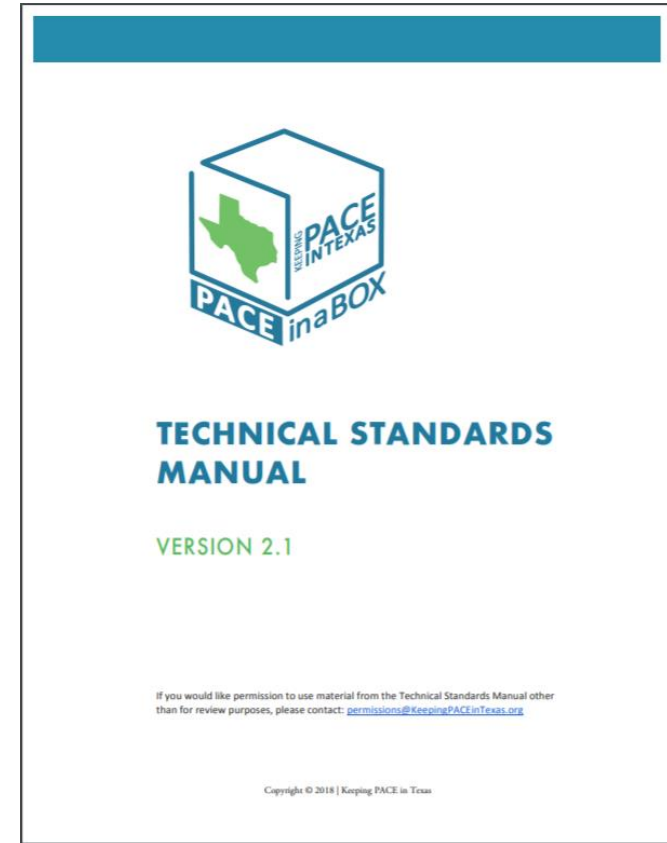 KEEPING
PACE
IN TEXAS
PACE
in a BOX
TECHNICAL STANDARDS
MANUAL
VERSION 2.1
If you would like permission to use material from the Technical Standards Manual other
than for review purposes, please contact: permissions@KeepingPACEinTexas.org
Copyright © 2018 | Keeping PACE in Texas